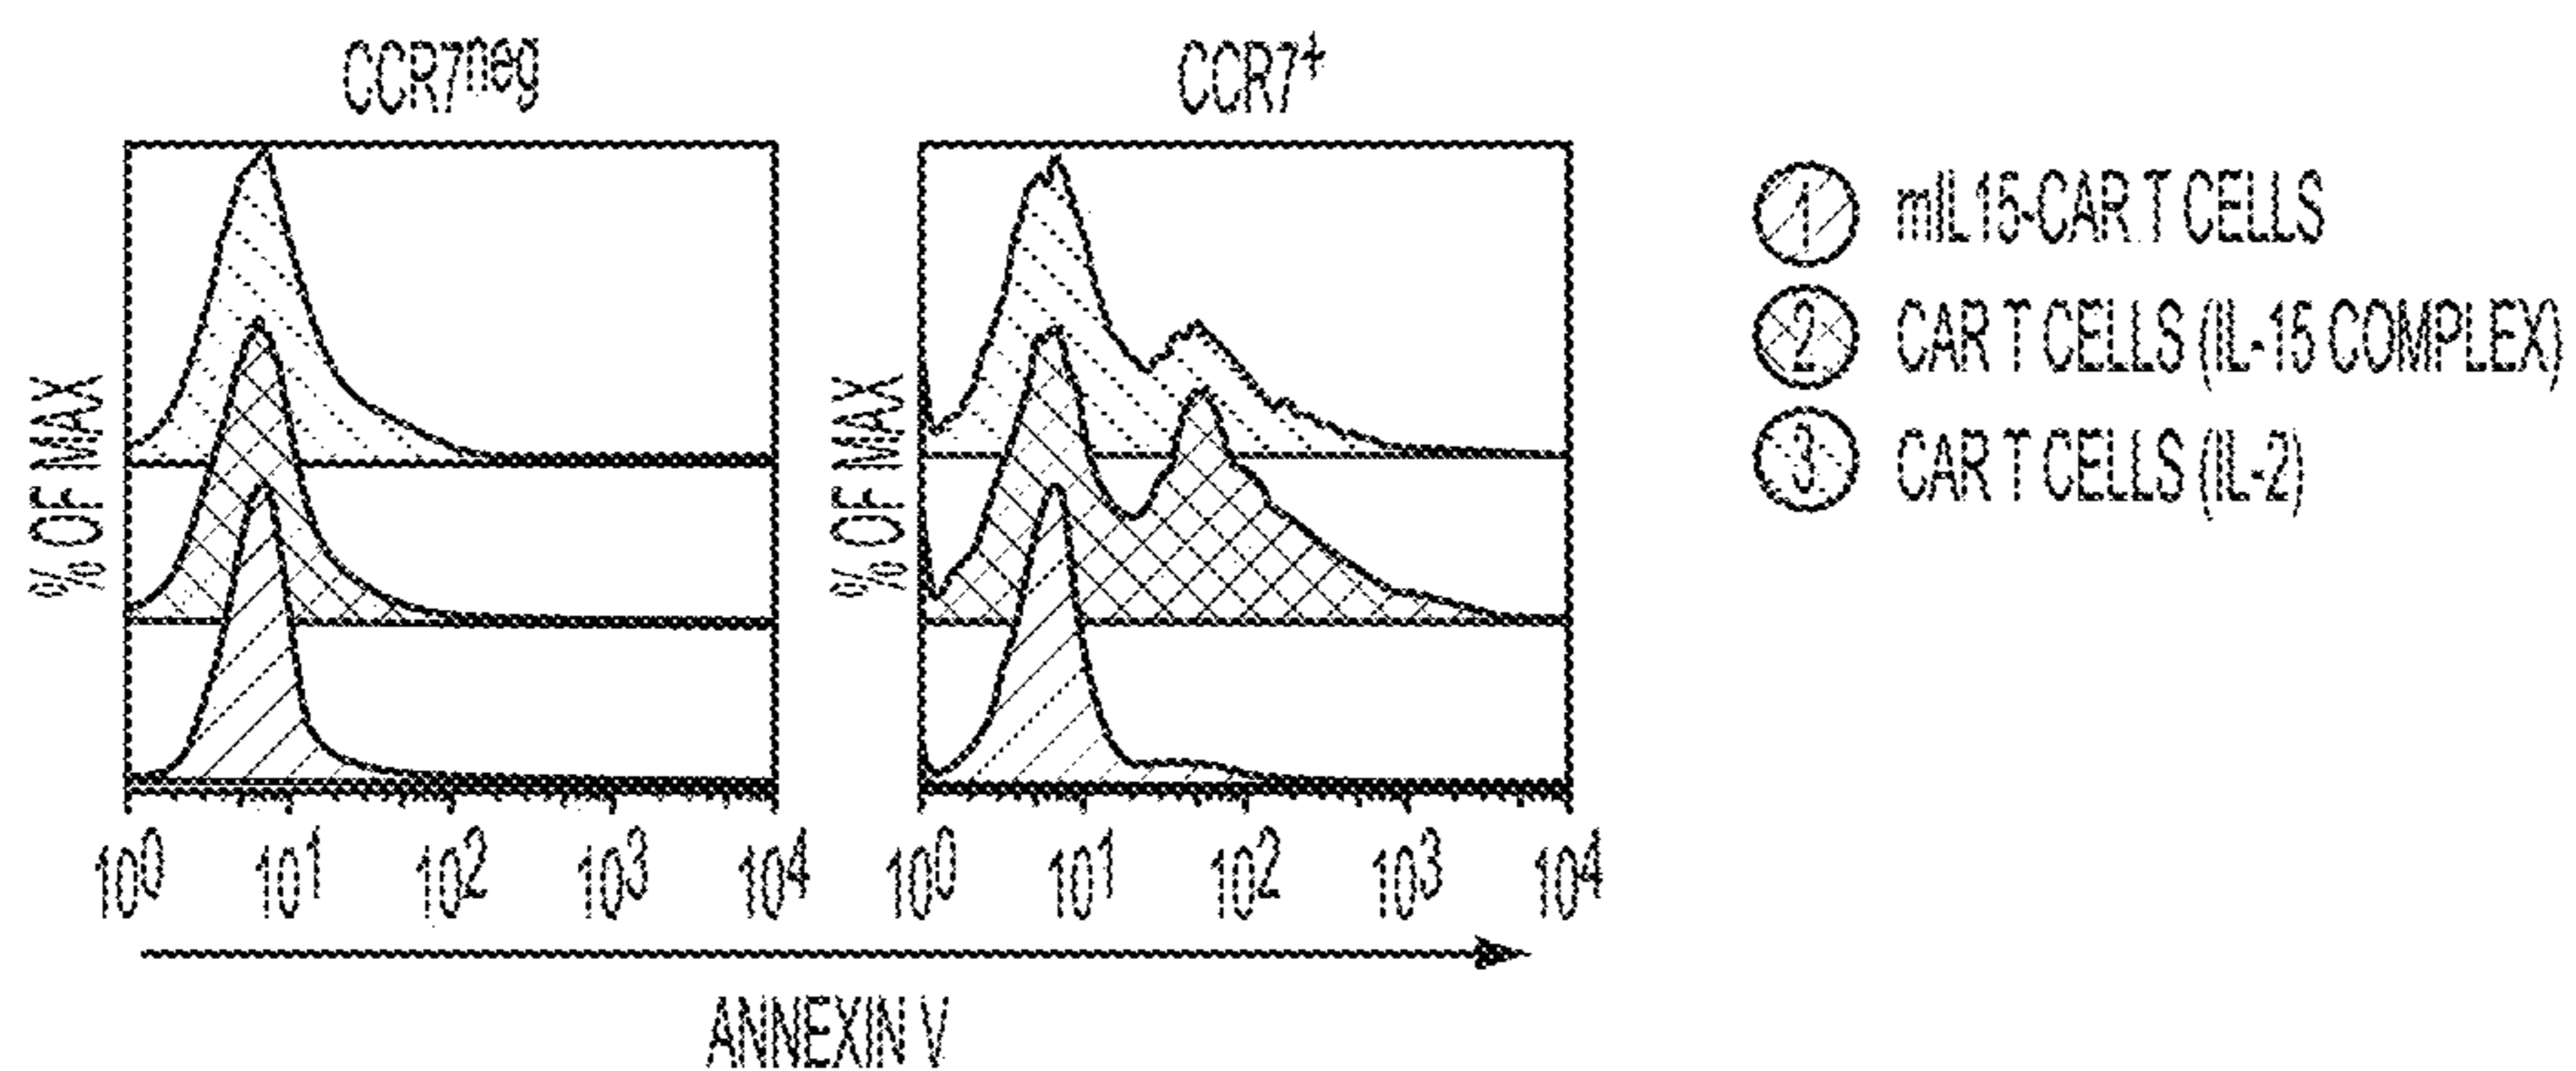 CCR7neg
CCR7+
% OF MAX
% OF MAX
10^0 10^1 10^2 10^3 10^4
10^0 10^1 10^2 10^3 10^4
ANNEXIN V
1 mIL15-CAR T CELLS
2 CAR T CELLS (IL-15 COMPLEX)
3 CAR T CELLS (IL-2)